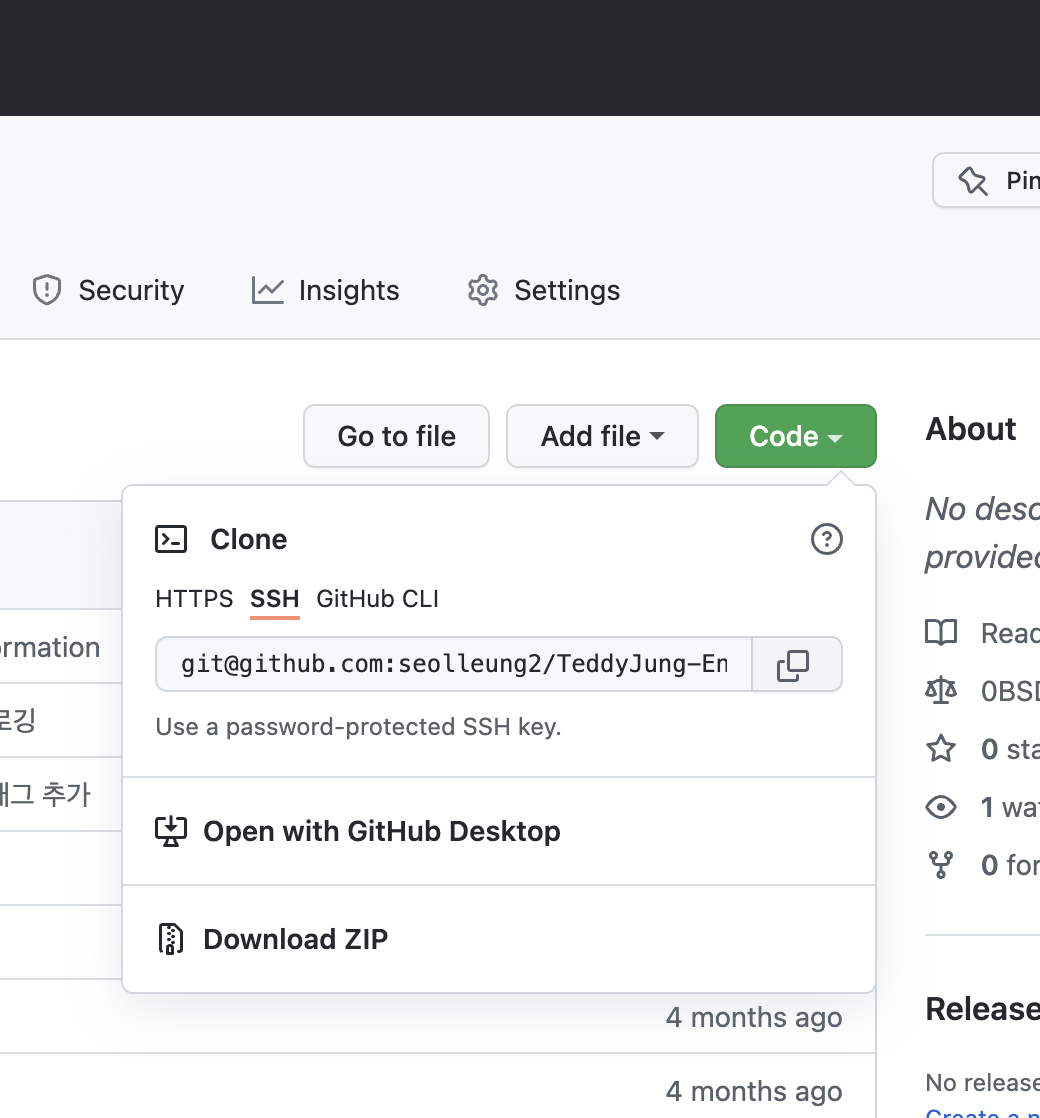 Pin
Security
Insights
Settings
Go to file
Add file
Code
About
Clone
No desc
provided
HTTPS SSH GitHub CLI
git@github.com:seolleung2/TeddyJung-En
Use a password-protected SSH key.
Open with GitHub Desktop
Download ZIP
ormation
로깅
태그 추가
Read
0BSD
0 sta
1 wat
0 for
4 months ago
Release
4 months ago
No release